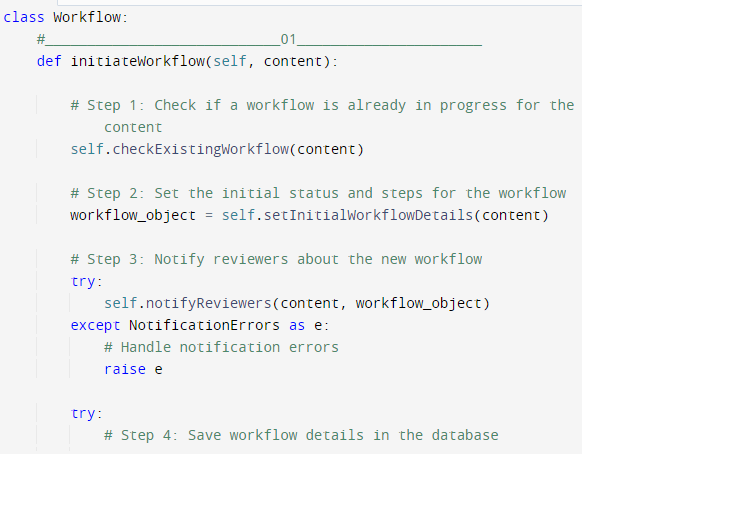 class Workflow:
#____________________________01______________________
def initiateWorkflow(self, content):
# Step 1: Check if a workflow is already in progress for the
content
self.checkExistingWorkflow(content)
# Step 2: Set the initial status and steps for the workflow
workflow_object = self.setInitialWorkflowDetails(content)
# Step 3: Notify reviewers about the new workflow
try:
self.notifyReviewers(content, workflow_object)
except NotificationErrors as e:
# Handle notification errors
raise e
try:
# Step 4: Save workflow details in the database